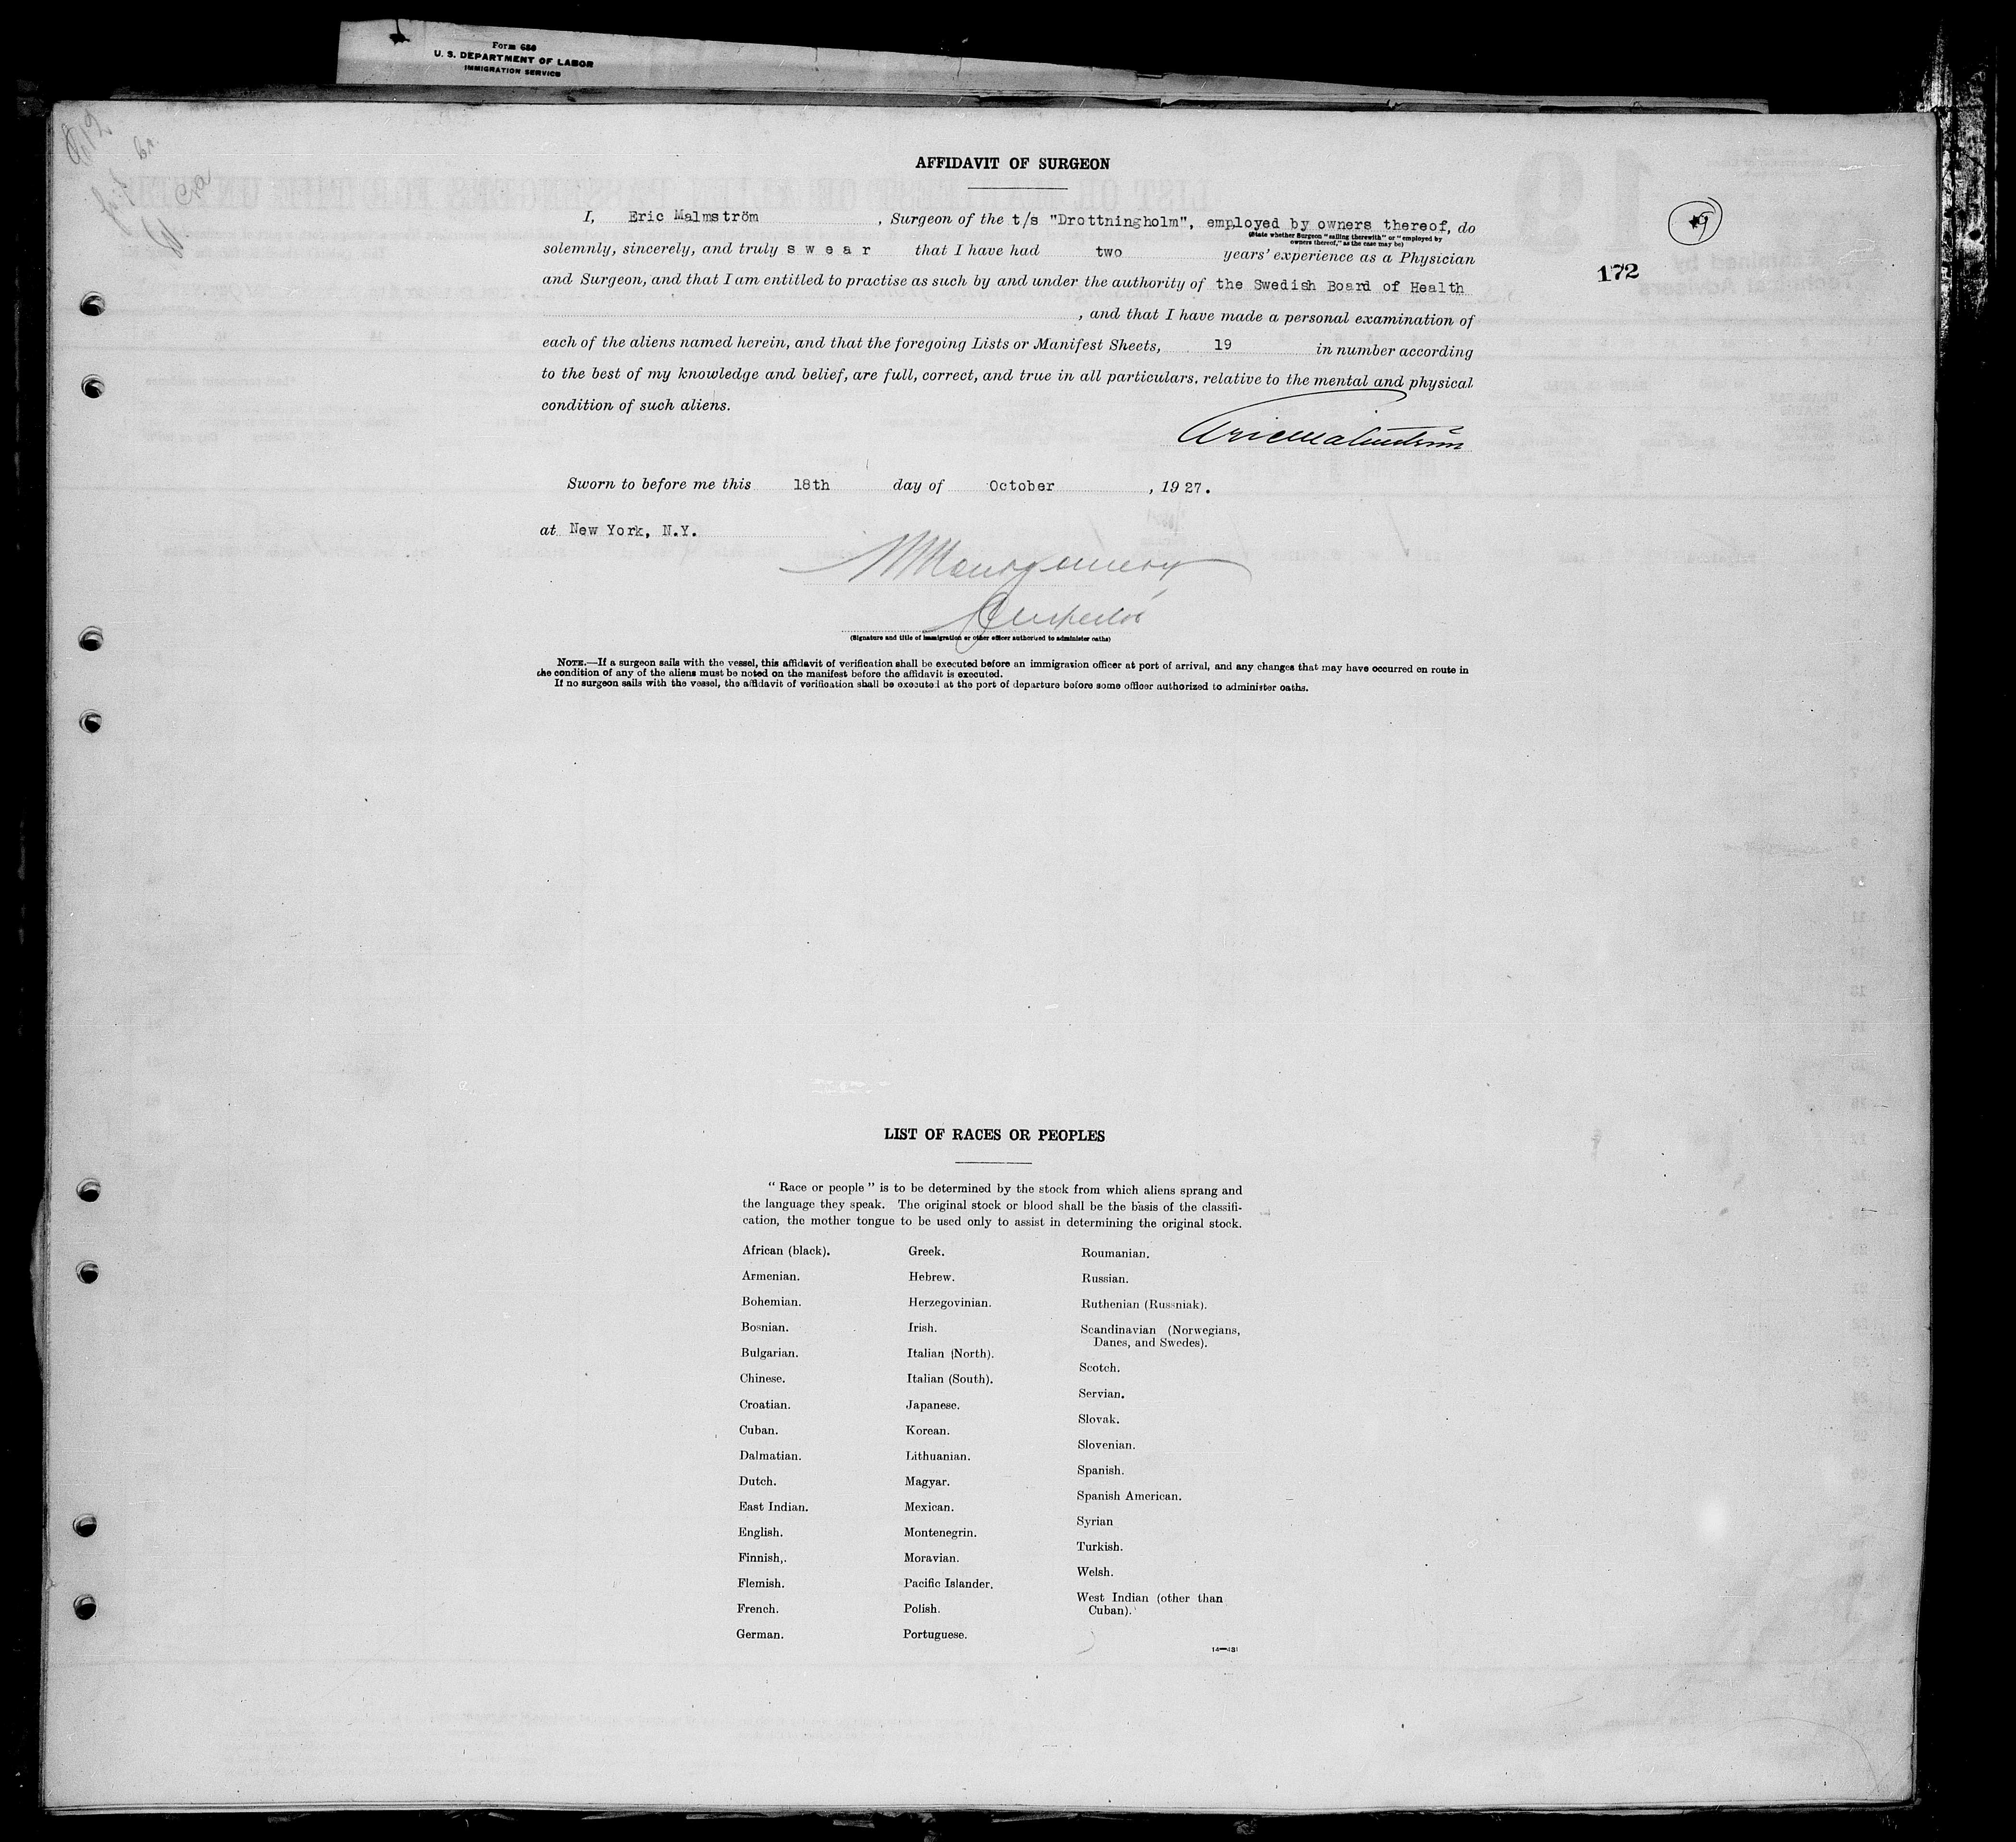 Form 680
U. S. DEPARTMENT OF LABOR
IMMIGRATION SERVICE
AFFIDAVIT OF SURGEON
I, Eric Malmström , Surgeon of the t/s "Drottningholm", employed by owners thereof, do
(State whether Surgeon "sailing therewith" or "employed by
owners thereof," as the case may be)
solemnly, sincerely, and truly s w e a r that I have had two years' experience as a Physician
and Surgeon, and that I am entitled to practise as such by and under the authority of the Swedish Board of Health
, and that I have made a personal examination of
each of the aliens named herein, and that the foregoing Lists or Manifest Sheets, 19 in number according
to the best of my knowledge and belief, are full, correct, and true in all particulars, relative to the mental and physical
condition of such aliens.
Eric Malmström
172
Sworn to before me this 18th day of October , 1927.
at New York, N.Y.
Montgomery
Inspector
(Signature and title of immigration or other officer authorized to administer oaths)
NOTE.—If a surgeon sails with the vessel, this affidavit of verification shall be executed before an immigration officer at port of arrival, and any changes that may have occurred en route in
the condition of any of the aliens must be noted on the manifest before the affidavit is executed.
If no surgeon sails with the vessel, the affidavit of verification shall be executed at the port of departure before some officer authorized to administer oaths.
LIST OF RACES OR PEOPLES
"Race or people" is to be determined by the stock from which aliens sprang and
the language they speak. The original stock or blood shall be the basis of the classifi-
cation, the mother tongue to be used only to assist in determining the original stock.
African (black).
Armenian.
Bohemian.
Bosnian.
Bulgarian.
Chinese.
Croatian.
Cuban.
Dalmatian.
Dutch.
East Indian.
English.
Finnish,.
Flemish.
French.
German.
Greek.
Hebrew.
Herzegovinian.
Irish.
Italian (North).
Italian (South).
Japanese.
Korean.
Lithuanian.
Magyar.
Mexican.
Montenegrin.
Moravian.
Pacific Islander.
Polish.
Portuguese.
Roumanian.
Russian.
Ruthenian (Russniak).
Scandinavian (Norwegians,
Danes, and Swedes).
Scotch.
Servian.
Slovak.
Slovenian.
Spanish.
Spanish American.
Syrian
Turkish.
Welsh.
West Indian (other than
Cuban).